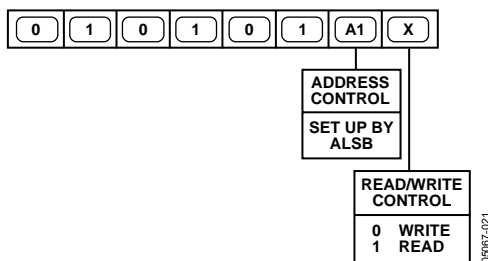 0 1 0 1 0 1 A1 X
ADDRESS
CONTROL
SET UP BY
ALSB
READ/WRITE
CONTROL
0 WRITE
1 READ
05067-021